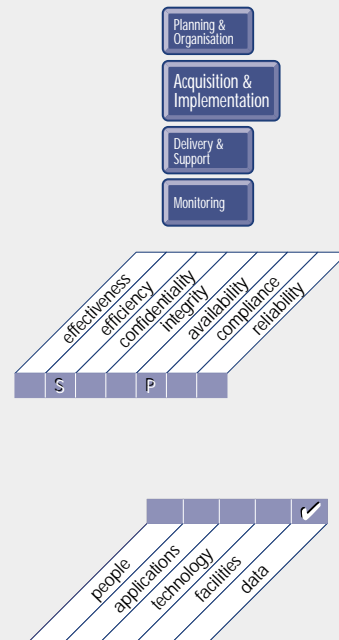 Planning &
Organisation
Acquisition &
Implementation
Delivery &
Support
Monitoring
effectiveness
efficiency
confidentiality
integrity
availability
compliance
reliability
S P
✔
people
applications
technology
facilities
data